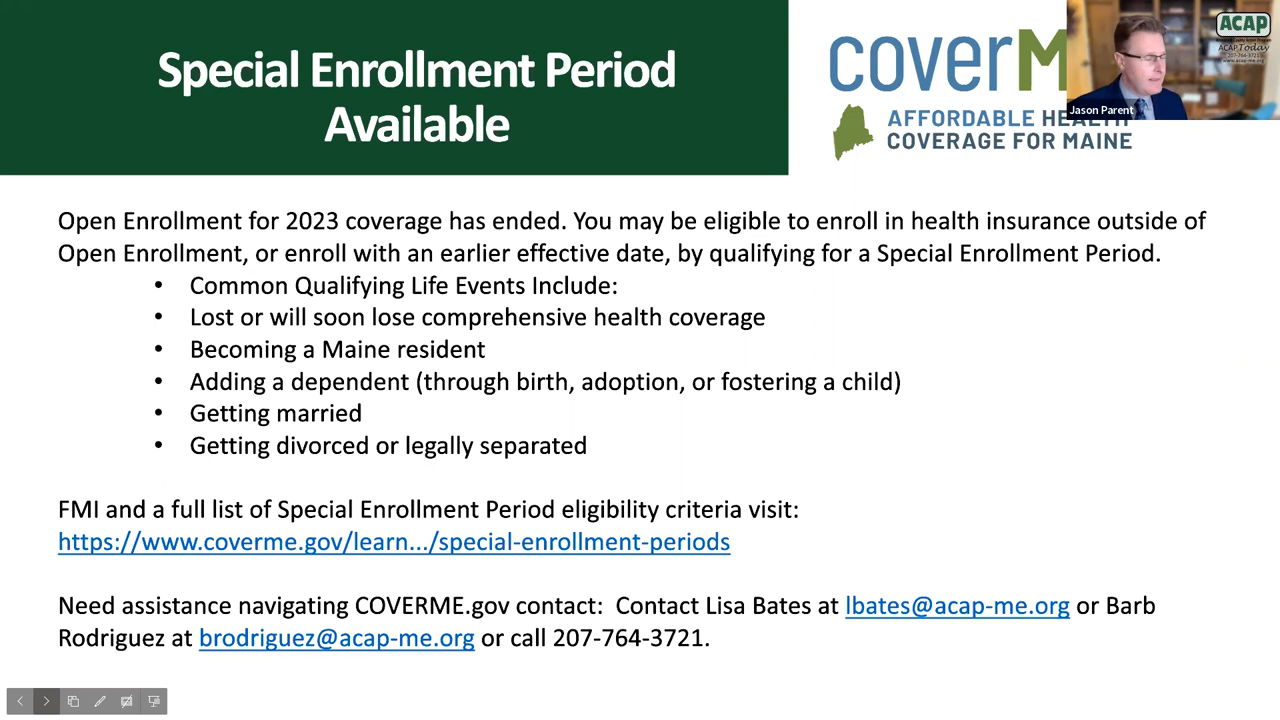 Special Enrollment Period
Available
coverM
AFFORDABLE HEALTH
COVERAGE FOR MAINE
Jason Parent
ACAP
ACAP Today
207-764-3721
Open Enrollment for 2023 coverage has ended. You may be eligible to enroll in health insurance outside of
Open Enrollment, or enroll with an earlier effective date, by qualifying for a Special Enrollment Period.
• Common Qualifying Life Events Include:
• Lost or will soon lose comprehensive health coverage
• Becoming a Maine resident
• Adding a dependent (through birth, adoption, or fostering a child)
• Getting married
• Getting divorced or legally separated
FMI and a full list of Special Enrollment Period eligibility criteria visit:
https://www.coverme.gov/learn.../special-enrollment-periods
Need assistance navigating COVERME.gov contact:  Contact Lisa Bates at lbates@acap-me.org or Barb
Rodriguez at brodriguez@acap-me.org or call 207-764-3721.